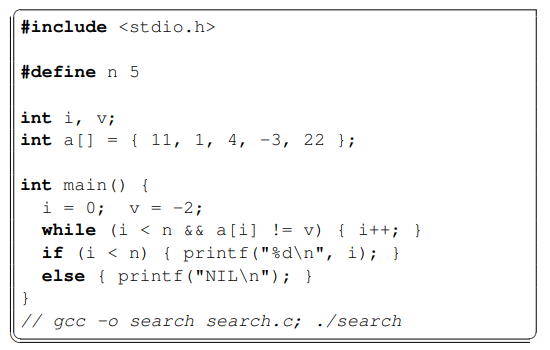 #include <stdio.h>
#define n 5
int i, v;
int a[] = { 11, 1, 4, -3, 22 };
int main() {
i = 0;  v = -2;
while (i < n && a[i] != v) { i++; }
if (i < n) { printf("%d\n", i); }
else { printf("NIL\n"); }
}
// gcc -o search search.c; ./search